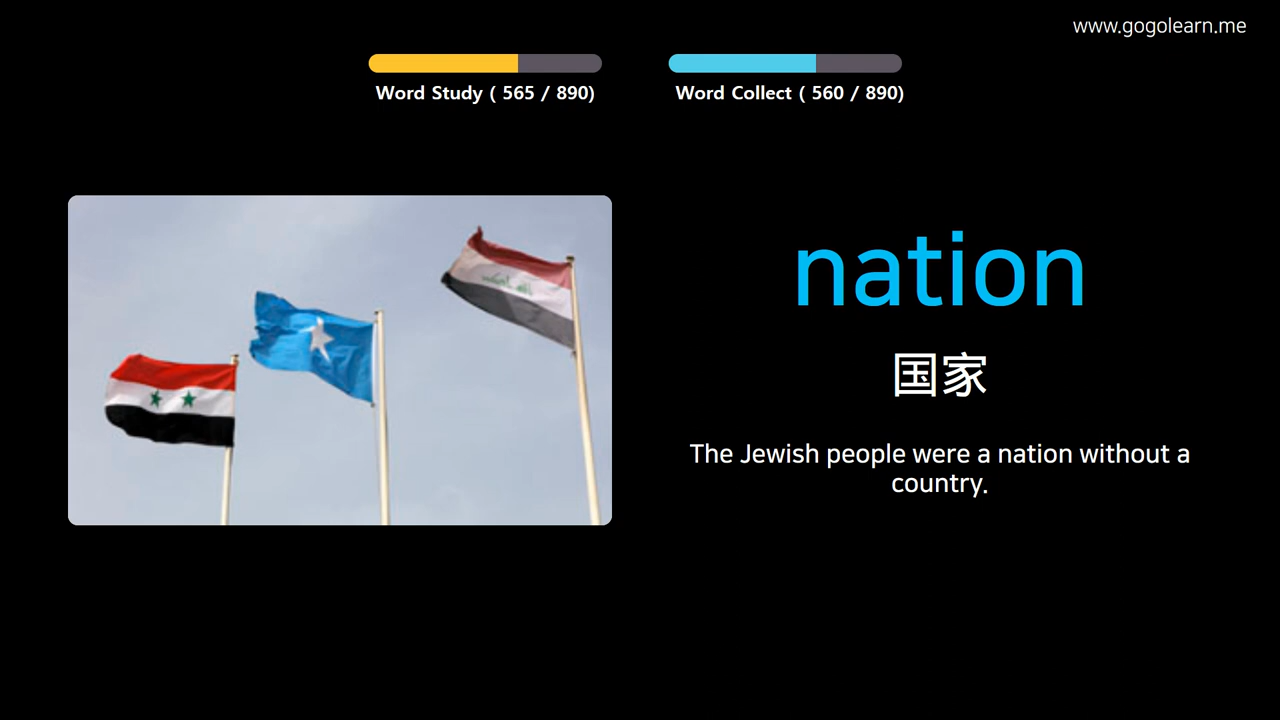 www.gogolearn.me
Word Study ( 565 / 890)
Word Collect ( 560 / 890)
nation
国家
The Jewish people were a nation without a
country.